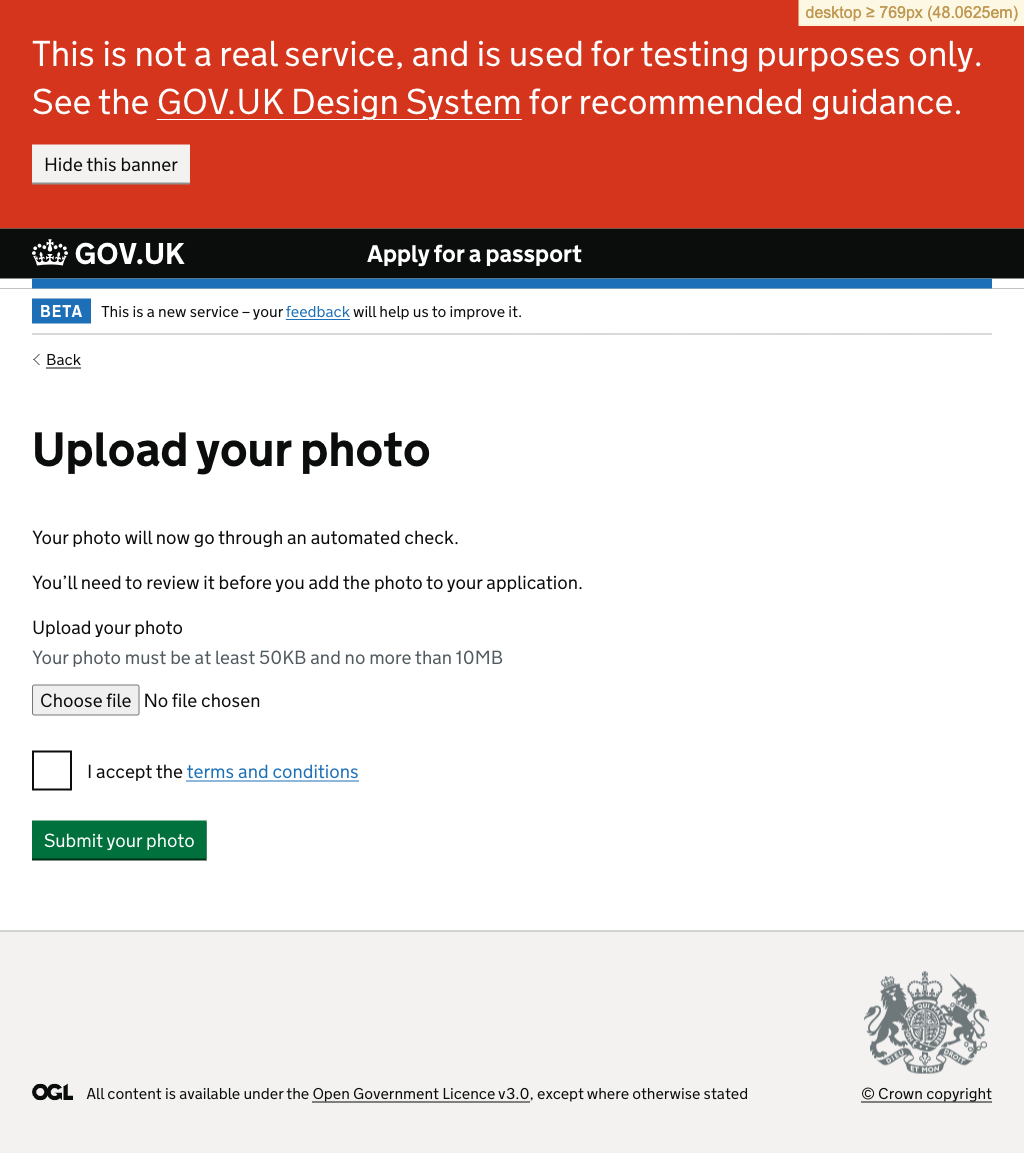 desktop ≥ 769px (48.0625em)
This is not a real service, and is used for testing purposes only.
See the GOV.UK Design System for recommended guidance.
Hide this banner
GOV.UK
Apply for a passport
BETA
This is a new service – your feedback will help us to improve it.
Back
Upload your photo
Your photo will now go through an automated check.
You’ll need to review it before you add the photo to your application.
Upload your photo
Your photo must be at least 50KB and no more than 10MB
Choose file No file chosen
I accept the terms and conditions
Submit your photo
DIEU ET MON DROIT
OGL
All content is available under the Open Government Licence v3.0, except where otherwise stated
© Crown copyright